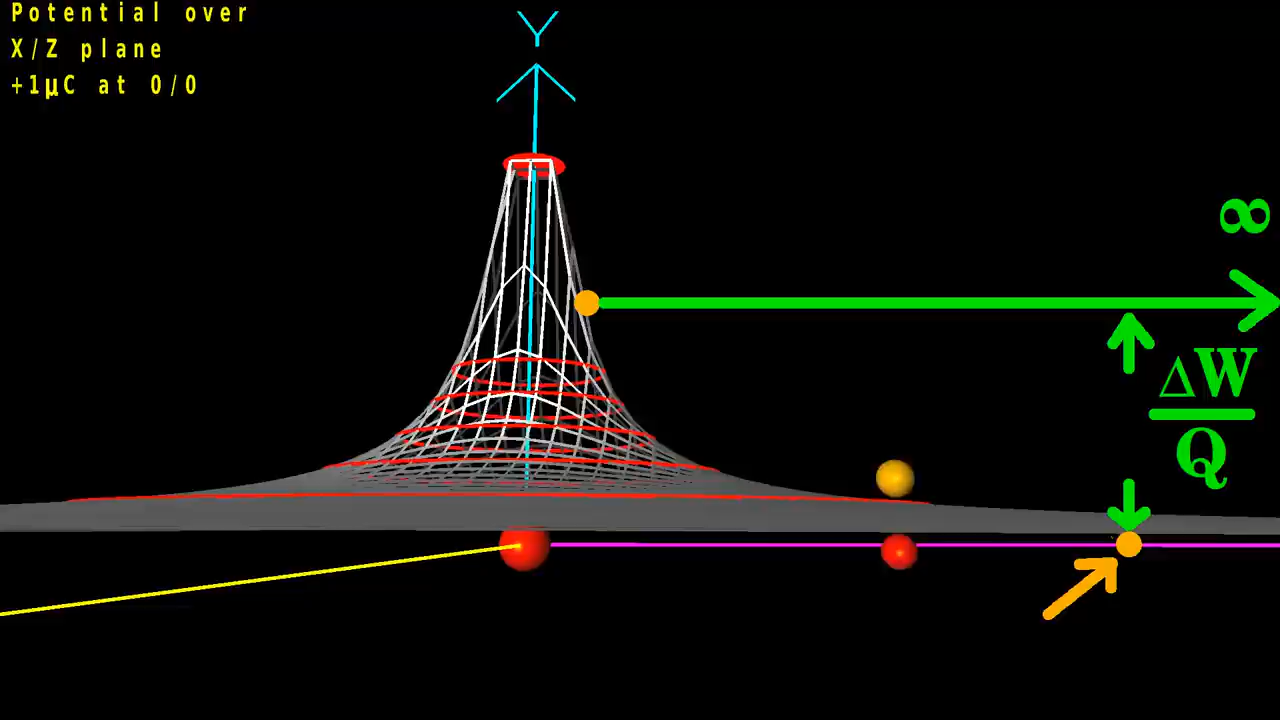 Potential over
X/Z plane
+1µC at 0/0
Y
∞
ΔW
Q